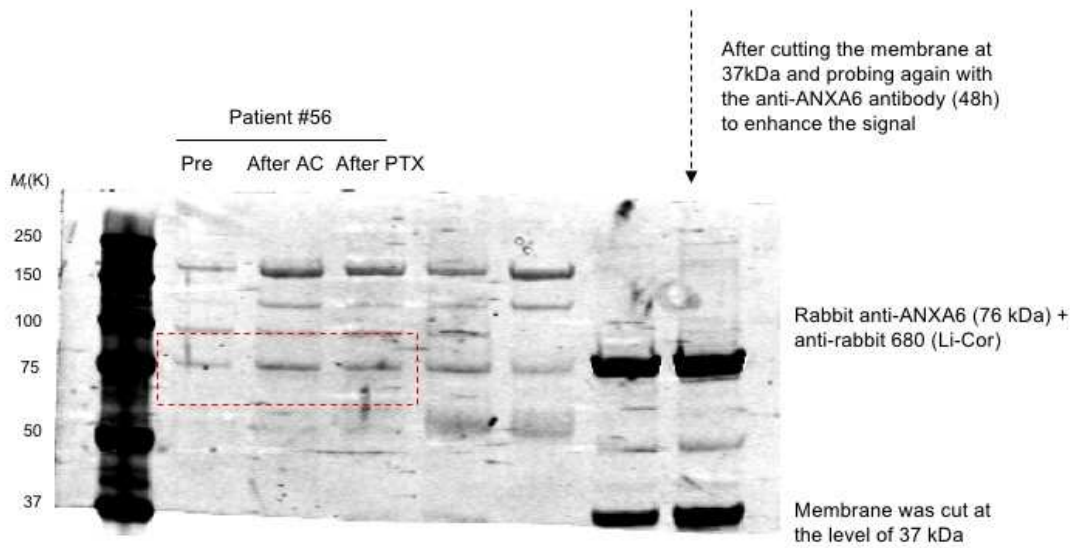 After cutting the membrane at
37kDa and probing again with
the anti-ANXA6 antibody (48h)
to enhance the signal
Patient #56
Pre After AC After PTX
Mr(K)
250
150
100
75
50
37
Rabbit anti-ANXA6 (76 kDa) +
anti-rabbit 680 (Li-Cor)
Membrane was cut at
the level of 37 kDa